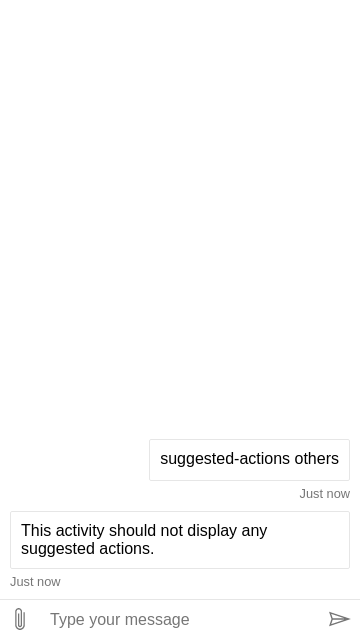 suggested-actions others
Just now
This activity should not display any
suggested actions.
Just now
Type your message